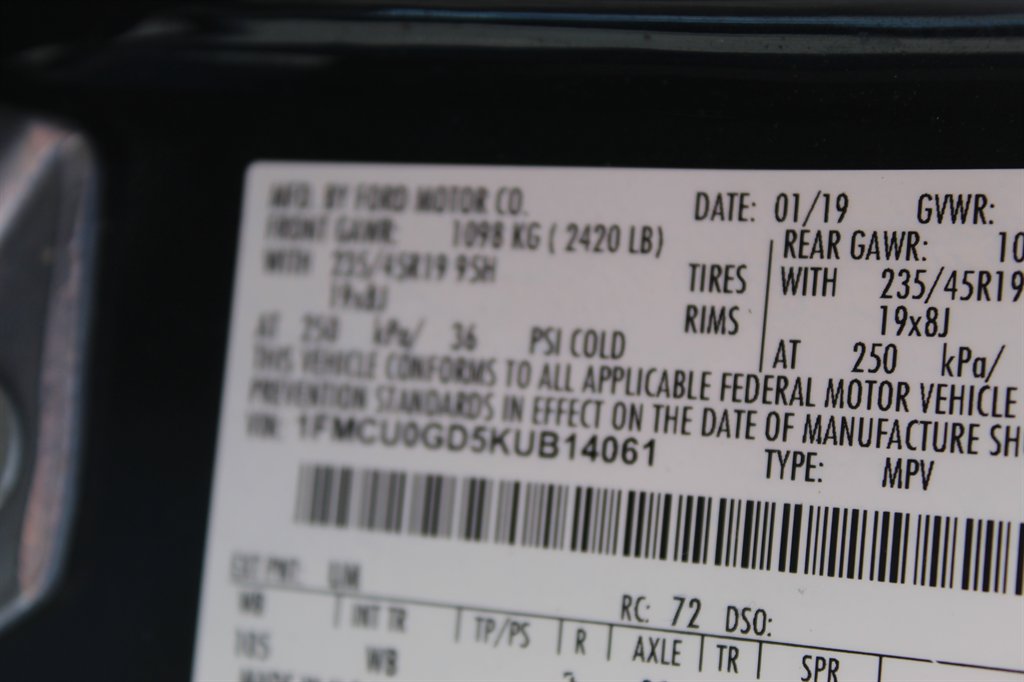 MFD. BY FORD MOTOR CO. DATE: 01/19 GVWR:
FRONT GAWR: 1098 KG ( 2420 LB) REAR GAWR: 10
WITH 235/45R19 95H TIRES WITH 235/45R19
19x8J RIMS 19x8J
AT 250 kPa/ 36 PSI COLD AT 250 kPa/
THIS VEHICLE CONFORMS TO ALL APPLICABLE FEDERAL MOTOR VEHICLE
PREVENTION STANDARDS IN EFFECT ON THE DATE OF MANUFACTURE SH
VIN: 1FMCU0GD5KUB14061
TYPE: MPV
EXT PNT: UM RC: 72 DSO:
WB INT TR TP/PS R AXLE TR SPR
105 WB